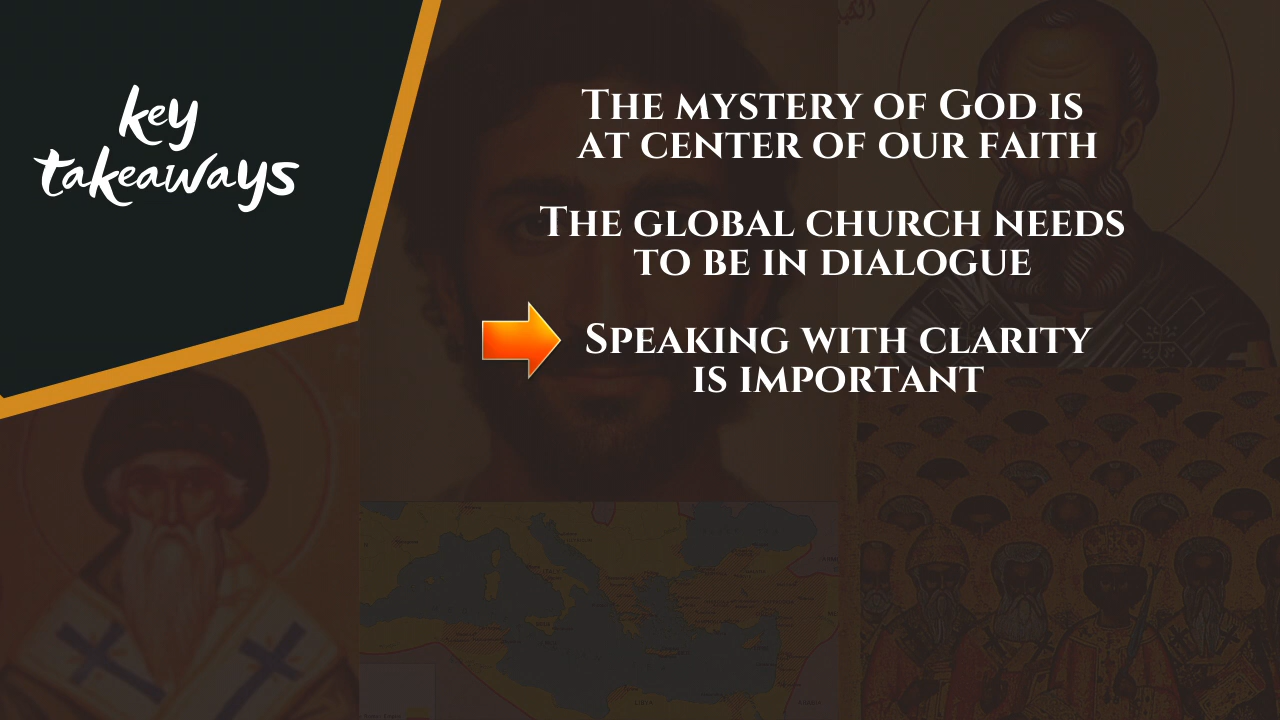 key
takeaways
The mystery of God is
at center of our faith
The global church needs
to be in dialogue
Speaking with clarity
is important